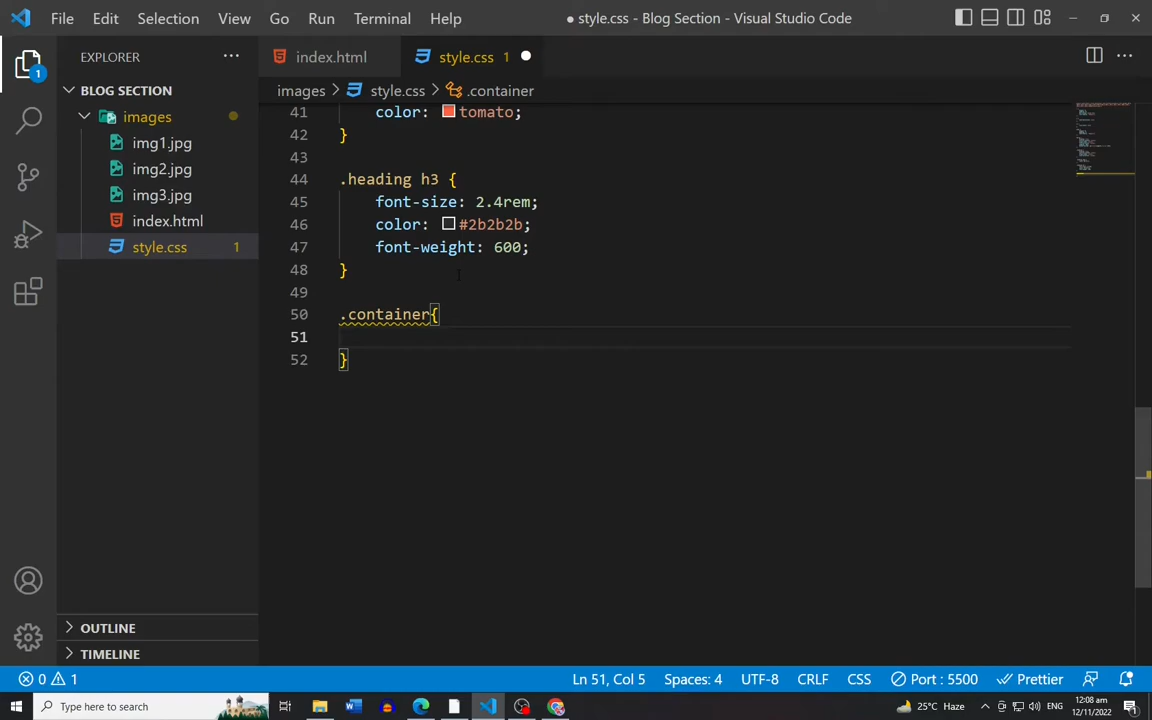 File Edit Selection View Go Run Terminal Help
● style.css - Blog Section - Visual Studio Code
EXPLORER
1
BLOG SECTION
images
img1.jpg
img2.jpg
img3.jpg
index.html
style.css 1
index.html
style.css 1
images > style.css > .container
41 color: tomato;
42 }
43
44 .heading h3 {
45 font-size: 2.4rem;
46 color: #2b2b2b;
47 font-weight: 600;
48 }
49
50 .container{
51
52 }
OUTLINE
TIMELINE
0 1
Ln 51, Col 5 Spaces: 4 UTF-8 CRLF CSS Port : 5500 Prettier
Type here to search
25°C Haze
ENG
12:08 am
12/11/2022
1